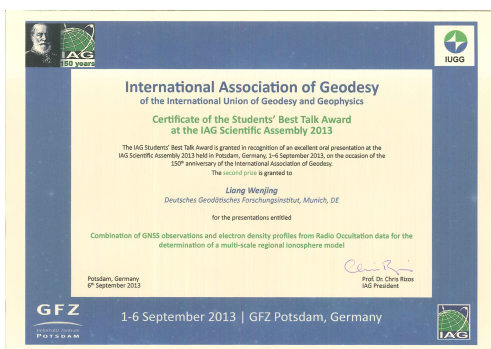 IAG
150 years
IUGG
International Association of Geodesy
of the International Union of Geodesy and Geophysics
Certificate of the Students' Best Talk Award
at the IAG Scientific Assembly 2013
The IAG Students' Best Talk Award is granted in recognition of an excellent oral presentation at the
IAG Scientific Assembly 2013 held in Potsdam, Germany, 1–6 September 2013, on the occasion of the
150th anniversary of the International Association of Geodesy.
The second prize is granted to
Liang Wenjing
Deutsches Geodätisches Forschungsinstitut, Munich, DE
for the presentations entitled
Combination of GNSS observations and electron density profiles from Radio Occultation data for the
determination of a multi-scale regional ionosphere model
Potsdam, Germany
6th September 2013
Prof. Dr. Chris Rizos
IAG President
GFZ
Helmholtz-Zentrum
POTSDAM
1-6 September 2013 | GFZ Potsdam, Germany
IAG